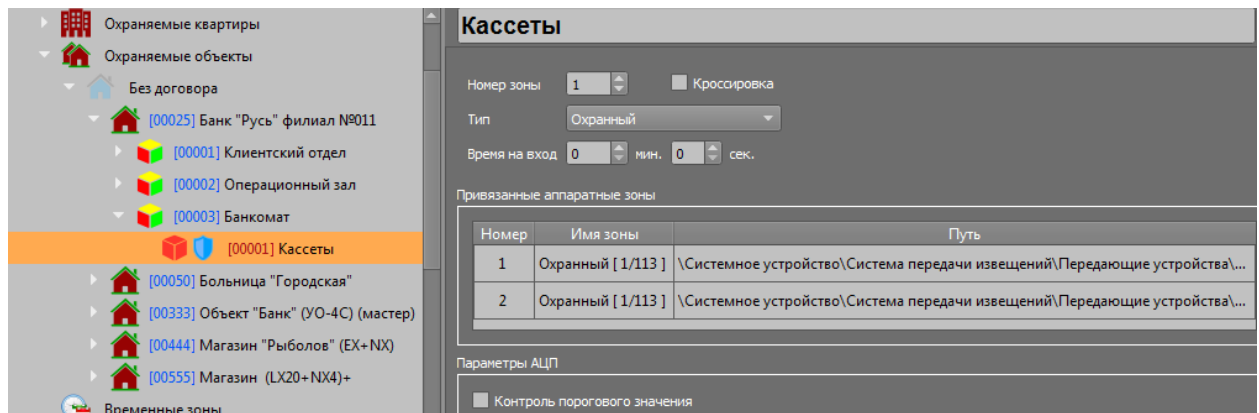 Охраняемые квартиры
Охраняемые объекты
Без договора
[00025] Банк "Русь" филиал №011
[00001] Клиентский отдел
[00002] Операционный зал
[00003] Банкомат
[00001] Кассеты
[00050] Больница "Городская"
[00333] Объект "Банк" (УО-4С) (мастер)
[00444] Магазин "Рыболов" (EX+NX)
[00555] Магазин (LX20+NX4)+
Временные зоны
Кассеты
Номер зоны 1 Кроссировка
Тип Охранный
Время на вход 0 мин. 0 сек.
Привязанные аппаратные зоны
Номер Имя зоны Путь
1 Охранный [ 1/113 ] \Системное устройство\Система передачи извещений\Передающие устройства\...
2 Охранный [ 1/113 ] \Системное устройство\Система передачи извещений\Передающие устройства\...
Параметры АЦП
Контроль порогового значения